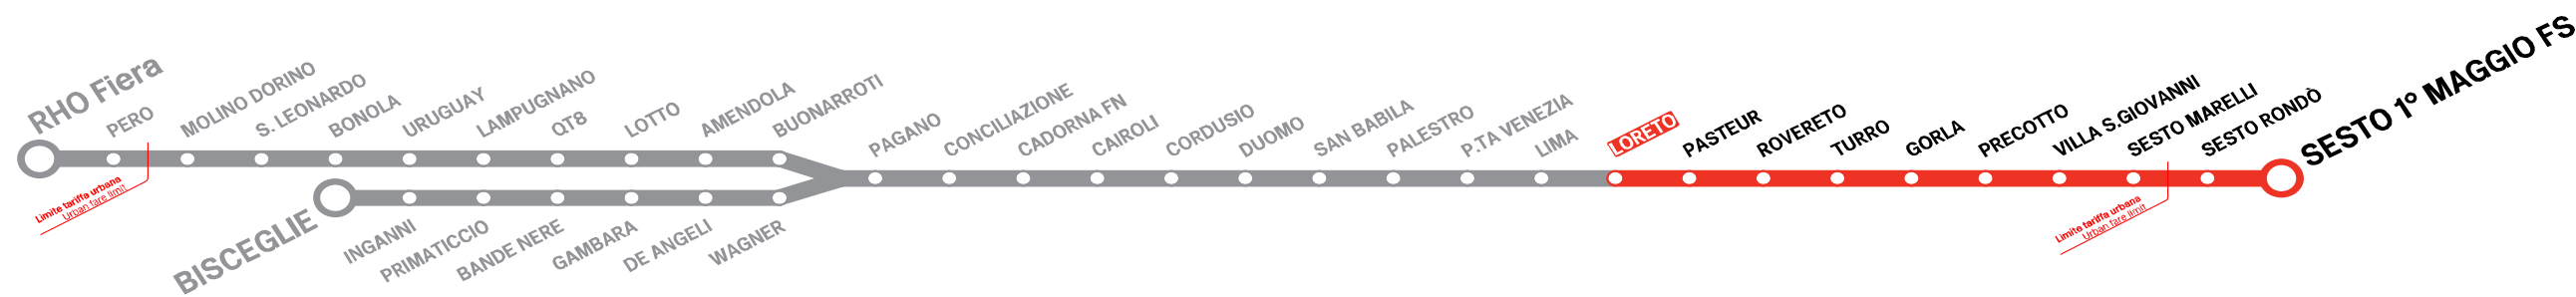 RHO Fiera
PERO
MOLINO DORINO
S. LEONARDO
BONOLA
URUGUAY
LAMPUGNANO
QT8
LOTTO
AMENDOLA
BUONARROTI
Limite tariffa urbana
Urban fare limit
BISCEGLIE
INGANNI
PRIMATICCIO
BANDE NERE
GAMBARA
DE ANGELI
WAGNER
PAGANO
CONCILIAZIONE
CADORNA FN
CAIROLI
CORDUSIO
DUOMO
SAN BABILA
PALESTRO
P.TA VENEZIA
LIMA
LORETO
PASTEUR
ROVERETO
TURRO
GORLA
PRECOTTO
VILLA S.GIOVANNI
SESTO MARELLI
SESTO RONDÒ
SESTO 1° MAGGIO FS
Limite tariffa urbana
Urban fare limit